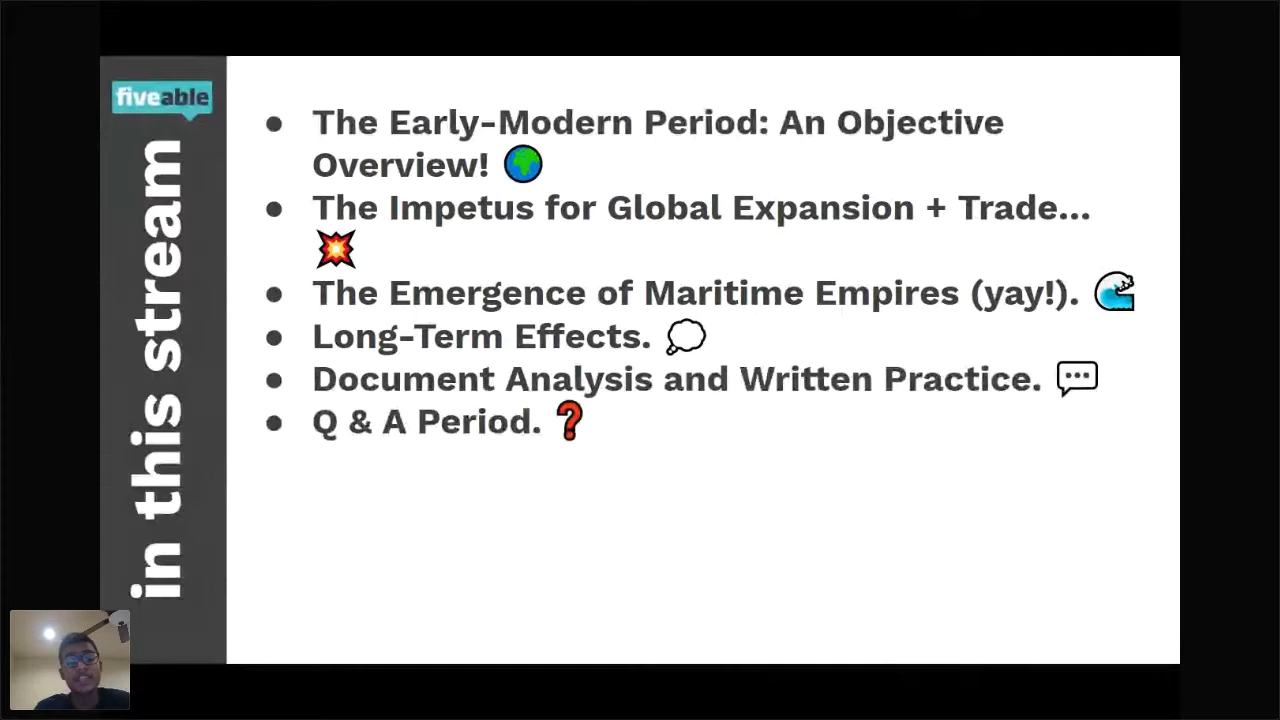 fiveable
in this stream
● The Early-Modern Period: An Objective
Overview! 🌍
● The Impetus for Global Expansion + Trade...
💥
● The Emergence of Maritime Empires (yay!). 🌊
● Long-Term Effects. 💭
● Document Analysis and Written Practice. 💬
● Q & A Period. ❓